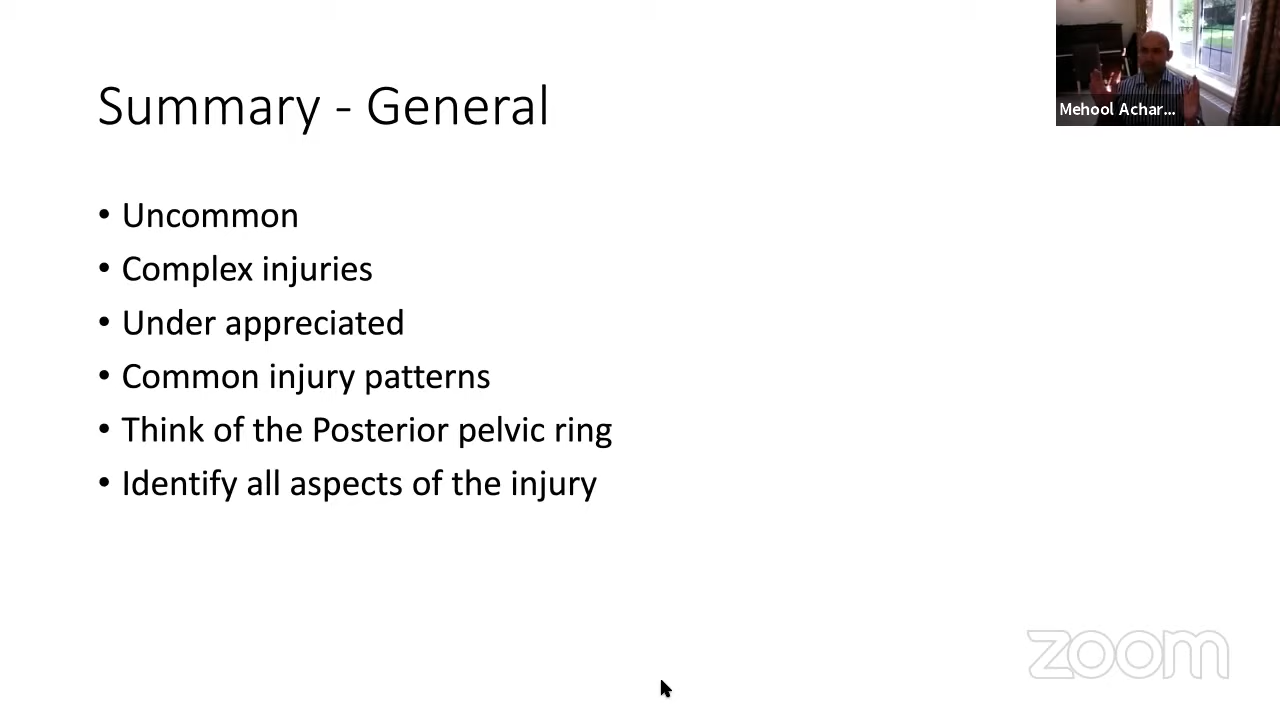 Summary - General
Mehool Achar...
• Uncommon
• Complex injuries
• Under appreciated
• Common injury patterns
• Think of the Posterior pelvic ring
• Identify all aspects of the injury
zoom